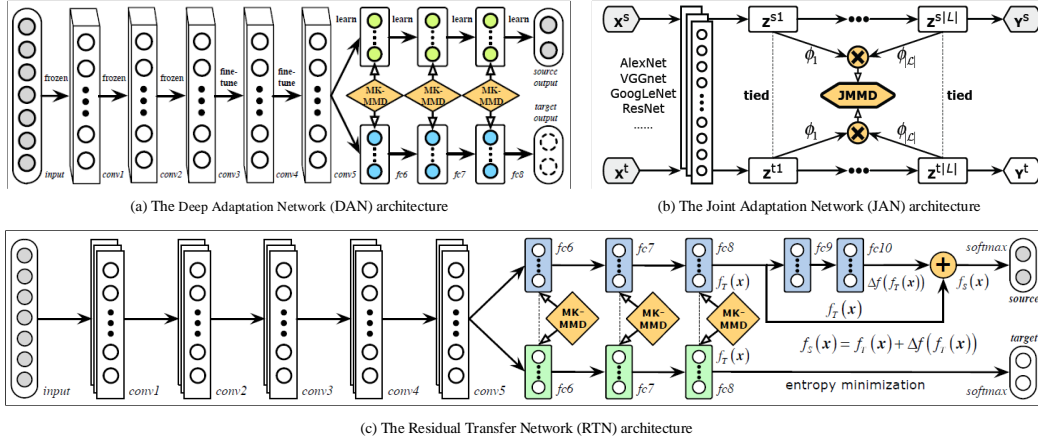 input
frozen
conv1
frozen
conv2
frozen
conv3
fine-
tune
conv4
fine-
tune
conv5
learn
learn
learn
learn
MK-
MMD
MK-
MMD
MK-
MMD
fc6
fc7
fc8
source
output
target
output
(a) The Deep Adaptation Network (DAN) architecture
X^s
AlexNet
VGGnet
GoogLeNet
ResNet
......
X^t
Z^{s1}
Z^{s|L|}
Y^s
ϕ_1
ϕ_{|L|}
tied
JMMD
tied
ϕ_1
ϕ_{|L|}
Z^{t1}
Z^{t|L|}
Y^t
(b) The Joint Adaptation Network (JAN) architecture
input
conv1
conv2
conv3
conv4
conv5
fc6
fc7
fc8
f_T(x)
fc9
fc10
Δf(f_T(x))
f_S(x)
softmax
source
f_T(x)
MK-
MMD
MK-
MMD
MK-
MMD
f_S(x) = f_I(x) + Δf(f_I(x))
fc6
fc7
f_T(x)
fc8
entropy minimization
target
softmax
(c) The Residual Transfer Network (RTN) architecture